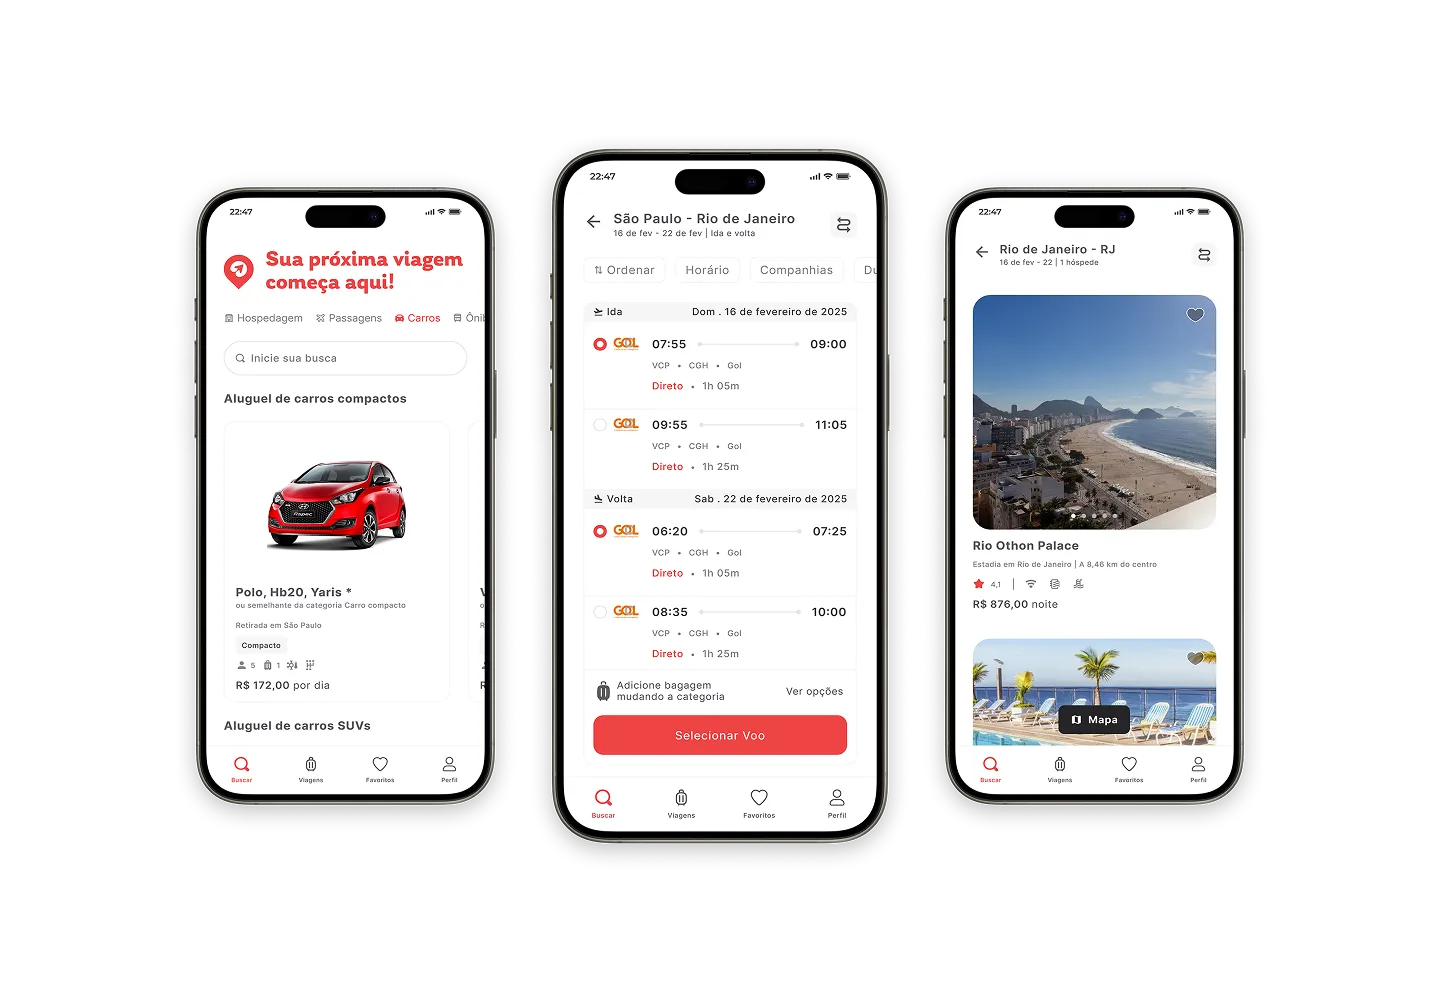 22:47
Sua próxima viagem
começa aqui!
Hospedagem
Passagens
Carros
Ôni
Inicie sua busca
Aluguel de carros compactos
Polo, Hb20, Yaris *
ou semelhante da categoria Carro compacto
Retirada em São Paulo
Compacto
5
1
R$ 172,00 por dia
Aluguel de carros SUVs
Buscar
Viagens
Favoritos
Perfil
22:47
São Paulo - Rio de Janeiro
16 de fev - 22 de fev | Ida e volta
Ordenar
Horário
Companhias
Du
Ida
Dom . 16 de fevereiro de 2025
GOL
07:55
09:00
VCP • CGH • Gol
Direto • 1h 05m
GOL
09:55
11:05
VCP • CGH • Gol
Direto • 1h 25m
Volta
Sab . 22 de fevereiro de 2025
GOL
06:20
07:25
VCP • CGH • Gol
Direto • 1h 05m
GOL
08:35
10:00
VCP • CGH • Gol
Direto • 1h 25m
Adicione bagagem
mudando a categoria
Ver opções
Selecionar Voo
Buscar
Viagens
Favoritos
Perfil
22:47
Rio de Janeiro - RJ
16 de fev - 22 | 1 hóspede
Rio Othon Palace
Estadia em Rio de Janeiro | A 8,46 km do centro
4,1
R$ 876,00 noite
Mapa
Buscar
Viagens
Favoritos
Perfil